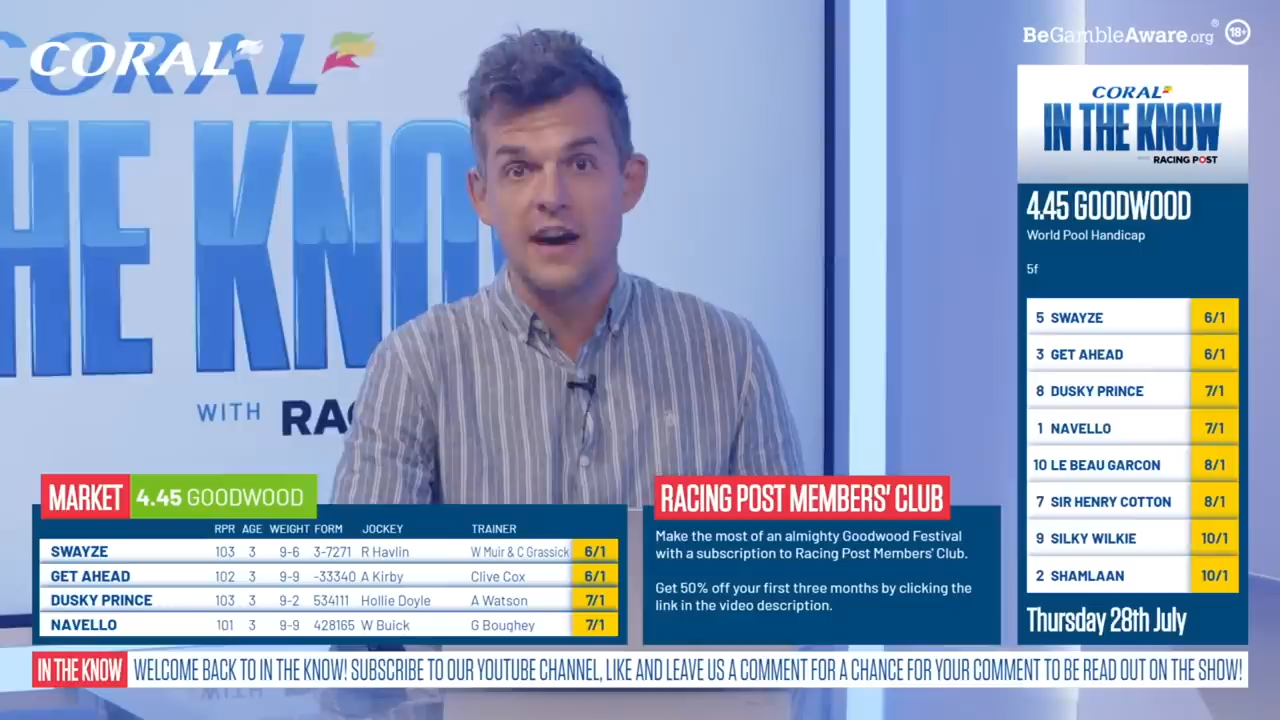 CORAL
CORAL
THE KNOW
WITH RA
BeGambleAware.org® 18+
CORAL
IN THE KNOW
WITH RACING POST
4.45 GOODWOOD
World Pool Handicap
5f
5 SWAYZE 6/1
3 GET AHEAD 6/1
8 DUSKY PRINCE 7/1
1 NAVELLO 7/1
10 LE BEAU GARCON 8/1
7 SIR HENRY COTTON 8/1
9 SILKY WILKIE 10/1
2 SHAMLAAN 10/1
Thursday 28th July
MARKET 4.45 GOODWOOD
RPR AGE WEIGHT FORM JOCKEY TRAINER
SWAYZE 103 3 9-6 3-7271 R Havlin W Muir & C Grassick 6/1
GET AHEAD 102 3 9-9 -33340 A Kirby Clive Cox 6/1
DUSKY PRINCE 103 3 9-2 534111 Hollie Doyle A Watson 7/1
NAVELLO 101 3 9-9 428165 W Buick G Boughey 7/1
RACING POST MEMBERS' CLUB
Make the most of an almighty Goodwood Festival
with a subscription to Racing Post Members' Club.
Get 50% off your first three months by clicking the
link in the video description.
IN THE KNOW WELCOME BACK TO IN THE KNOW! SUBSCRIBE TO OUR YOUTUBE CHANNEL, LIKE AND LEAVE US A COMMENT FOR A CHANCE FOR YOUR COMMENT TO BE READ OUT ON THE SHOW!